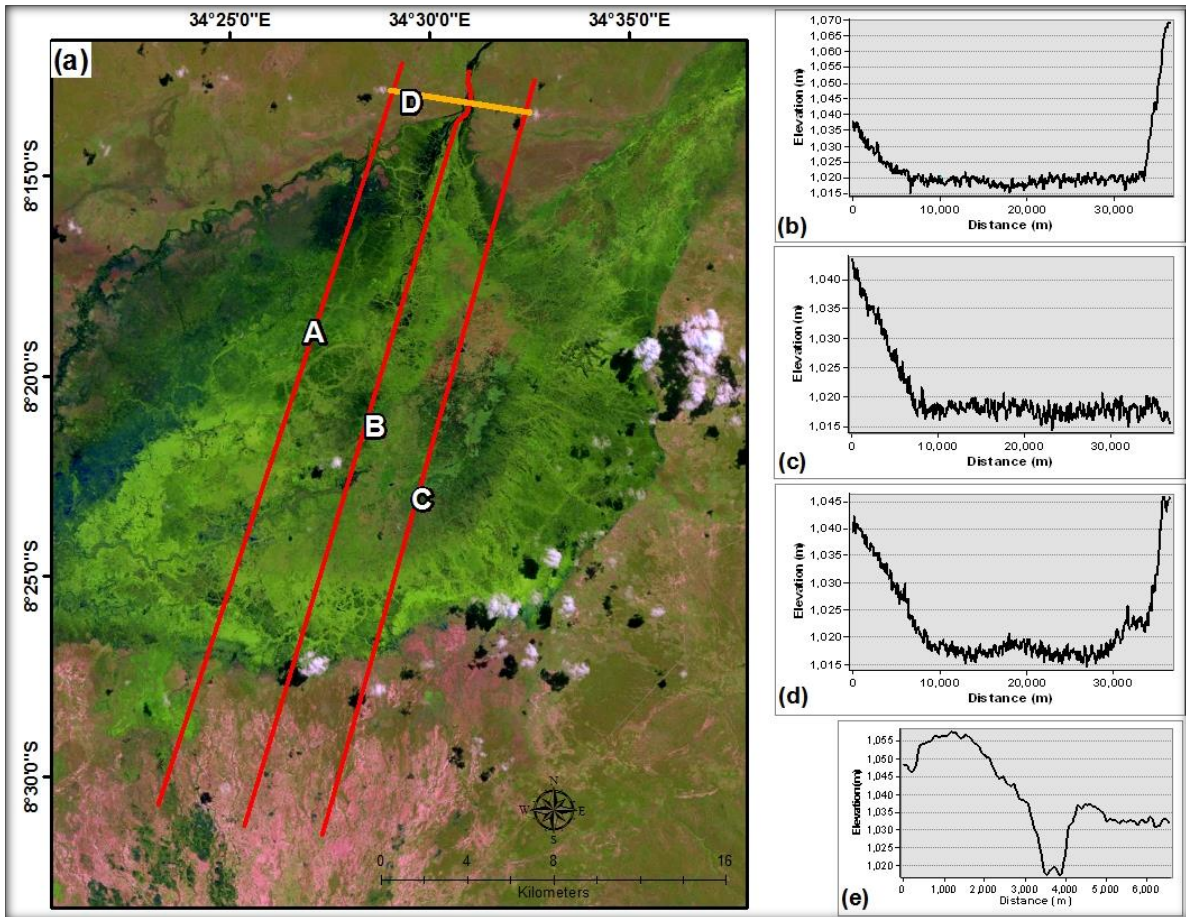 34°25'0"E 34°30'0"E 34°35'0"E
(a)
D
A
B
C
8°15'0"S
8°20'0"S
8°25'0"S
8°30'0"S
N
W E
S
0 4 8 16
Kilometers
1,070
1,065
1,060
1,055
1,050
1,045
1,040
1,035
1,030
1,025
1,020
1,015
Elevation (m)
0 10,000 20,000 30,000
Distance (m)
(b)
1,040
1,035
1,030
1,025
1,020
1,015
Elevation (m)
0 10,000 20,000 30,000
Distance (m)
(c)
1,045
1,040
1,035
1,030
1,025
1,020
1,015
Elevation (m)
0 10,000 20,000 30,000
Distance (m)
(d)
1,055
1,050
1,045
1,040
1,035
1,030
1,025
1,020
Elevation(m)
0 1,000 2,000 3,000 4,000 5,000 6,000
Distance ( m )
(e)